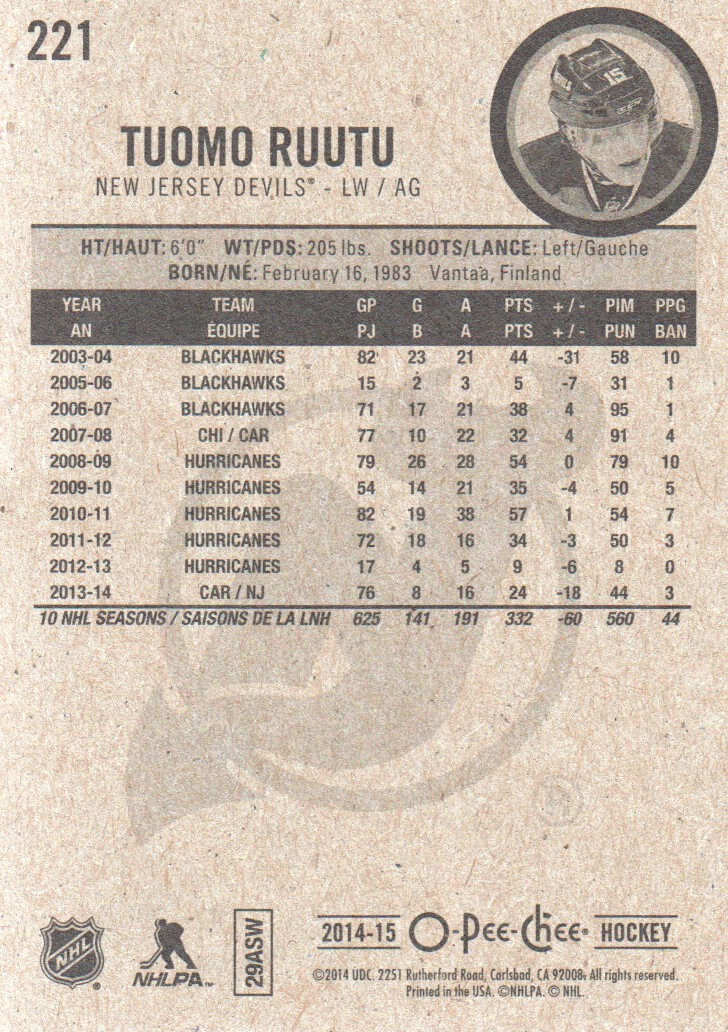 221
15
TUOMO RUUTU
NEW JERSEY DEVILS® - LW / AG
HT/HAUT: 6'0" WT/PDS: 205 lbs. SHOOTS/LANCE: Left/Gauche
BORN/NÉ: February 16, 1983 Vantaa, Finland
YEAR TEAM GP G A PTS +/- PIM PPG
AN ÉQUIPE PJ B A PTS +/- PUN BAN
2003-04 BLACKHAWKS 82 23 21 44 -31 58 10
2005-06 BLACKHAWKS 15 2 3 5 -7 31 1
2006-07 BLACKHAWKS 71 17 21 38 4 95 1
2007-08 CHI / CAR 77 10 22 32 4 91 4
2008-09 HURRICANES 79 26 28 54 0 79 10
2009-10 HURRICANES 54 14 21 35 -4 50 5
2010-11 HURRICANES 82 19 38 57 1 54 7
2011-12 HURRICANES 72 18 16 34 -3 50 3
2012-13 HURRICANES 17 4 5 9 -6 8 0
2013-14 CAR / NJ 76 8 16 24 -18 44 3
10 NHL SEASONS / SAISONS DE LA LNH 625 141 191 332 -60 560 44
®
NHL ®
NHLPA™
29ASW
2014-15 O-Pee-Chee® HOCKEY
©2014 UDC. 2251 Rutherford Road, Carlsbad, CA 92008. All rights reserved.
Printed in the USA. ©NHLPA. © NHL.